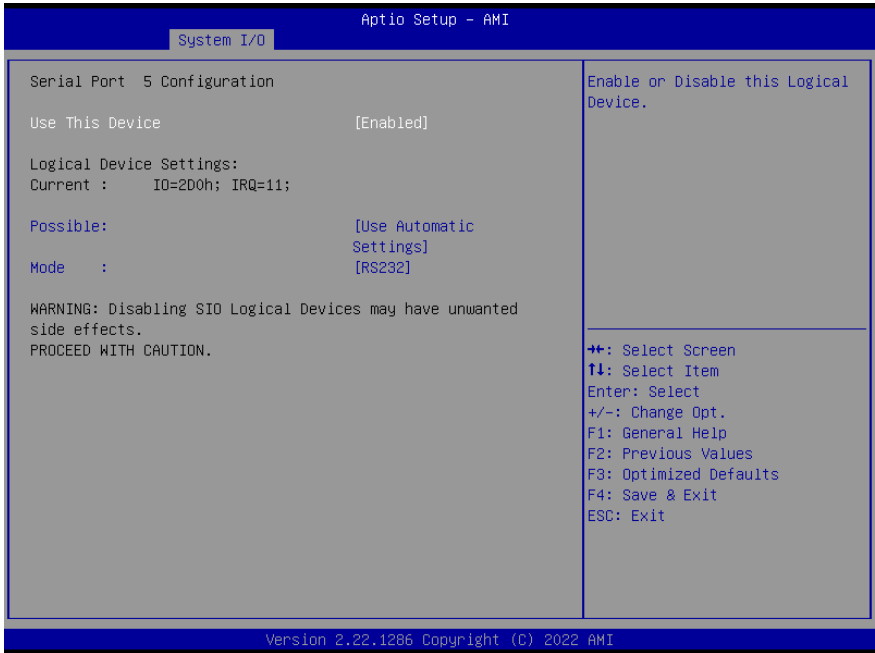 Aptio Setup – AMI
System I/O
Serial Port  5 Configuration
Use This Device [Enabled]
Logical Device Settings:
Current :     IO=2D0h; IRQ=11;
Possible: [Use Automatic
Settings]
Mode    : [RS232]
WARNING: Disabling SIO Logical Devices may have unwanted
side effects.
PROCEED WITH CAUTION.
Enable or Disable this Logical
Device.
→←: Select Screen
↑↓: Select Item
Enter: Select
+/-: Change Opt.
F1: General Help
F2: Previous Values
F3: Optimized Defaults
F4: Save & Exit
ESC: Exit
Version 2.22.1286 Copyright (C) 2022 AMI